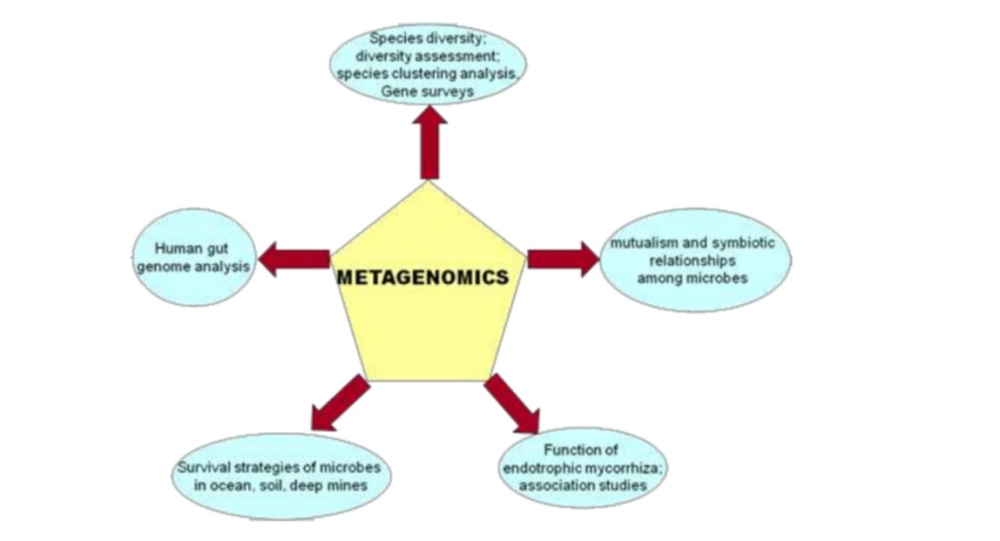 Species diversity;
diversity assessment;
species clustering analysis,
Gene surveys
Human gut
genome analysis
METAGENOMICS
mutualism and symbiotic
relationships
among microbes
Survival strategies of microbes
in ocean, soil, deep mines
Function of
endotrophic mycorrhiza;
association studies